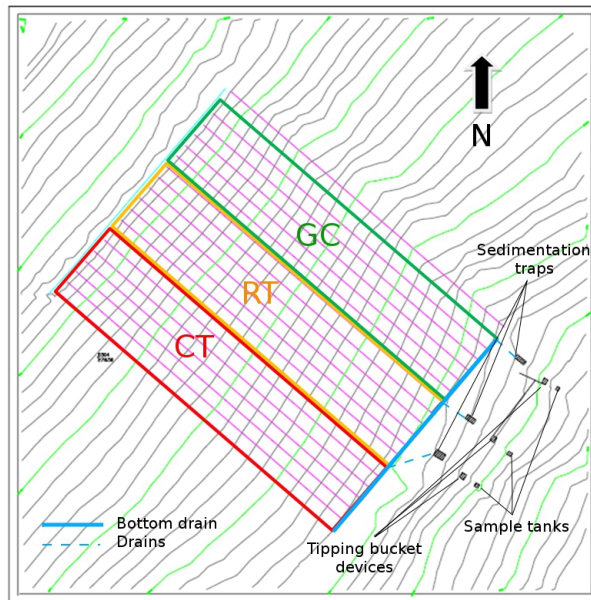 N
GC
Sedimentation
traps
RT
CT
Bottom drain
Drains
Sample tanks
Tipping bucket
devices